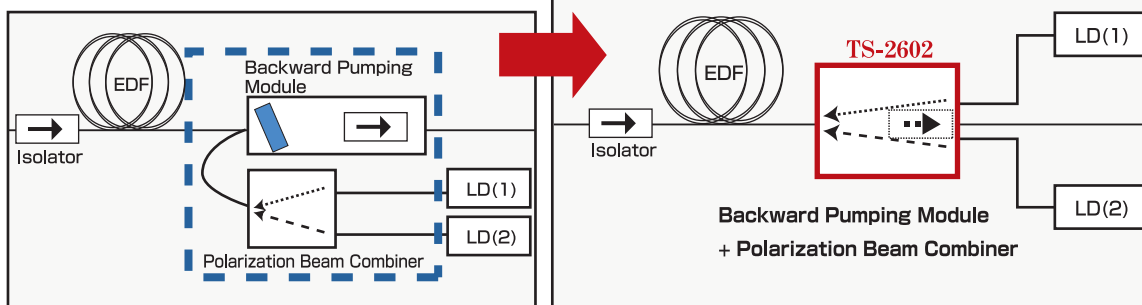 EDF
Backward Pumping
Module
Isolator
LD(1)
LD(2)
Polarization Beam Combiner
TS-2602
EDF
LD(1)
Isolator
LD(2)
Backward Pumping Module
+ Polarization Beam Combiner